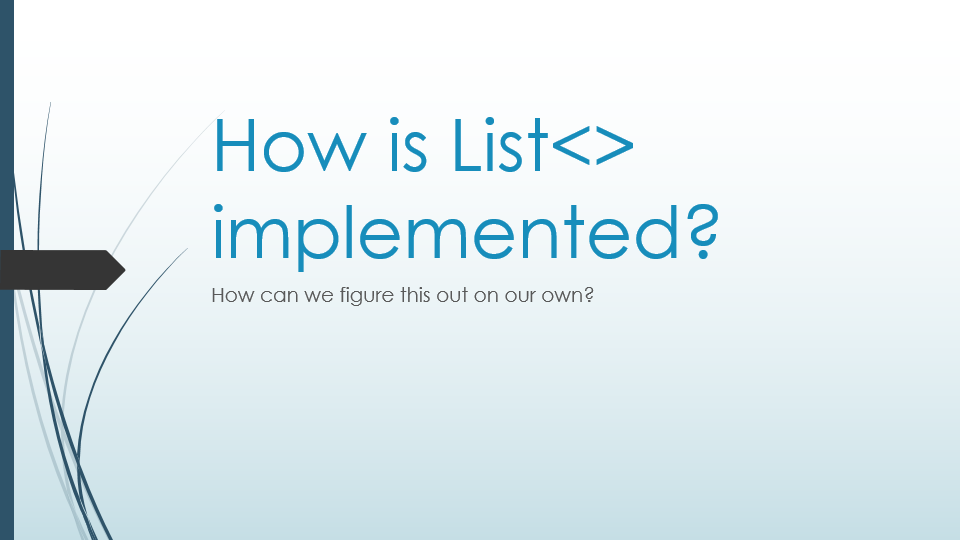 How is List<>
implemented?
How can we figure this out on our own?